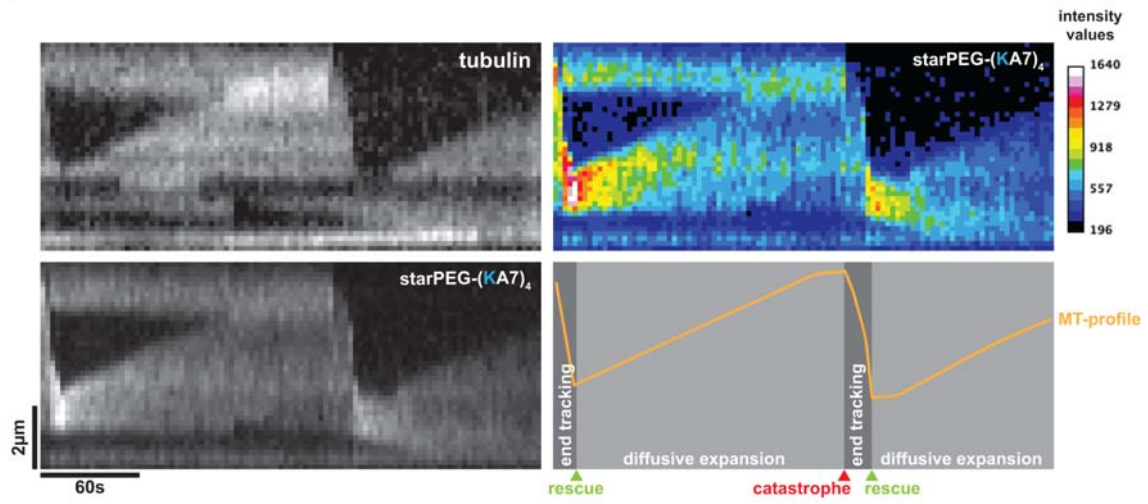 tubulin
starPEG-(KA7)4
intensity
values
1640
1279
918
557
196
starPEG-(KA7)4
2µm
60s
MT-profile
end tracking
diffusive expansion
end tracking
diffusive expansion
rescue
catastrophe
rescue